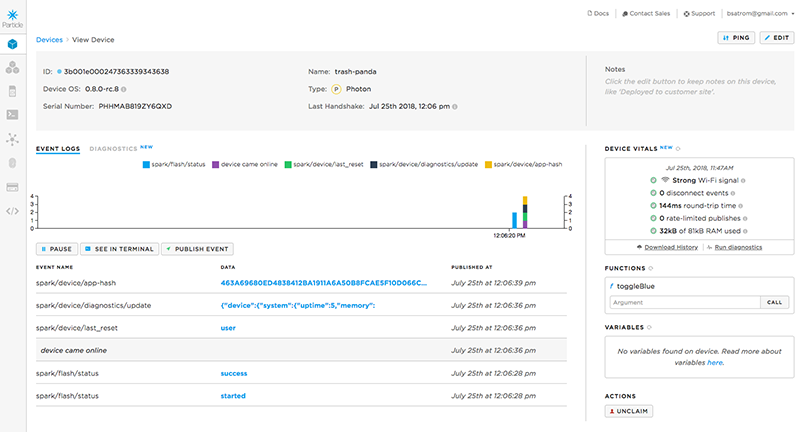 Particle
Docs
Contact Sales
Support
bsatrom@gmail.com
Devices > View Device
PING
EDIT
ID: 3b001e000247363339343638
Device OS: 0.8.0-rc.8
Serial Number: PHHMAB819ZY6QXD
Name: trash-panda
Type: P Photon
Last Handshake: Jul 25th 2018, 12:06 pm
Notes
Click the edit button to keep notes on this device,
like 'Deployed to customer site'.
EVENT LOGS
DIAGNOSTICS NEW
spark/flash/status
device came online
spark/device/last_reset
spark/device/diagnostics/update
spark/device/app-hash
4 4
3 3
2 2
1 1
0 0
12:06:20 PM
PAUSE
SEE IN TERMINAL
PUBLISH EVENT
EVENT NAME DATA PUBLISHED AT
spark/device/app-hash 463A69680ED4838412BA1911A6A50B8FCAE5F10D066C... July 25th at 12:06:39 pm
spark/device/diagnostics/update {"device":{"system":{"uptime":5,"memory": July 25th at 12:06:36 pm
spark/device/last_reset user July 25th at 12:06:36 pm
device came online July 25th at 12:06:36 pm
spark/flash/status success July 25th at 12:06:28 pm
spark/flash/status started July 25th at 12:06:28 pm
DEVICE VITALS NEW
Jul 25th, 2018, 11:47AM
Strong Wi-Fi signal
0 disconnect events
144ms round-trip time
0 rate-limited publishes
32kB of 81kB RAM used
Download History
Run diagnostics
FUNCTIONS
f toggleBlue
Argument
CALL
VARIABLES
No variables found on device. Read more about
variables here.
ACTIONS
UNCLAIM